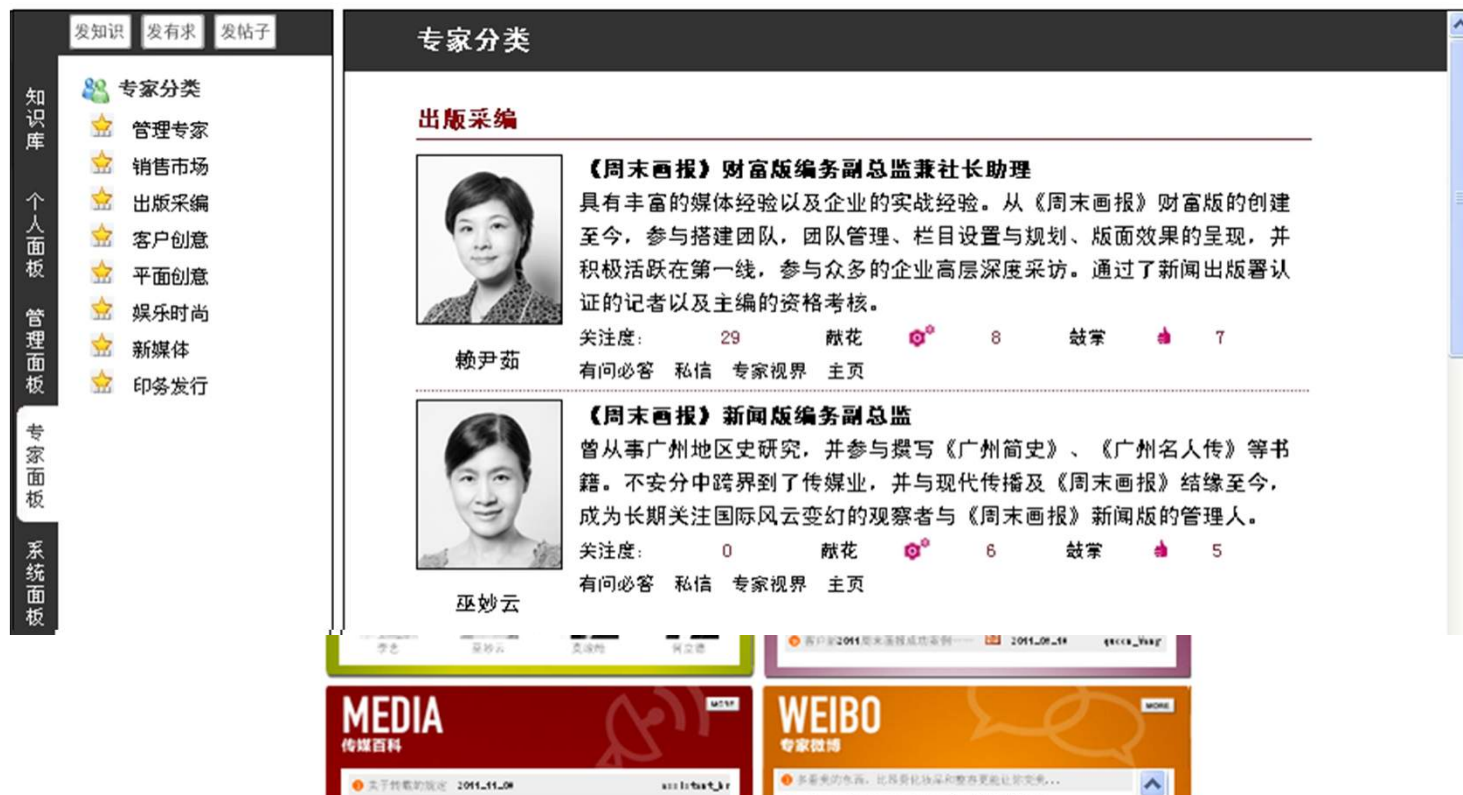 发知识 发有求 发帖子
知识库
个人面板
管理面板
专家面板
系统面板
专家分类
管理专家
销售市场
出版采编
客户创意
平面创意
娱乐时尚
新媒体
印务发行
专家分类
出版采编
《周末画报》财富版编务副总监兼社长助理
具有丰富的媒体经验以及企业的实战经验。从《周末画报》财富版的创建
至今，参与搭建团队，团队管理、栏目设置与规划、版面效果的呈现，并
积极活跃在第一线，参与众多的企业高层深度采访。通过了新闻出版署认
证的记者以及主编的资格考核。
关注度: 29 献花 8 鼓掌 7
有问必答 私信 专家视界 主页
赖尹茹
《周末画报》新闻版编务副总监
曾从事广州地区史研究，并参与撰写《广州简史》、《广州名人传》等书
籍。不安分中跨界到了传媒业，并与现代传播及《周末画报》结缘至今，
成为长期关注国际风云变幻的观察者与《周末画报》新闻版的管理人。
关注度: 0 献花 6 鼓掌 5
有问必答 私信 专家视界 主页
巫妙云
MEDIA
MORE
传媒百科
关于转载的规定 2011-11-08
WEIBO
MORE
专家微博